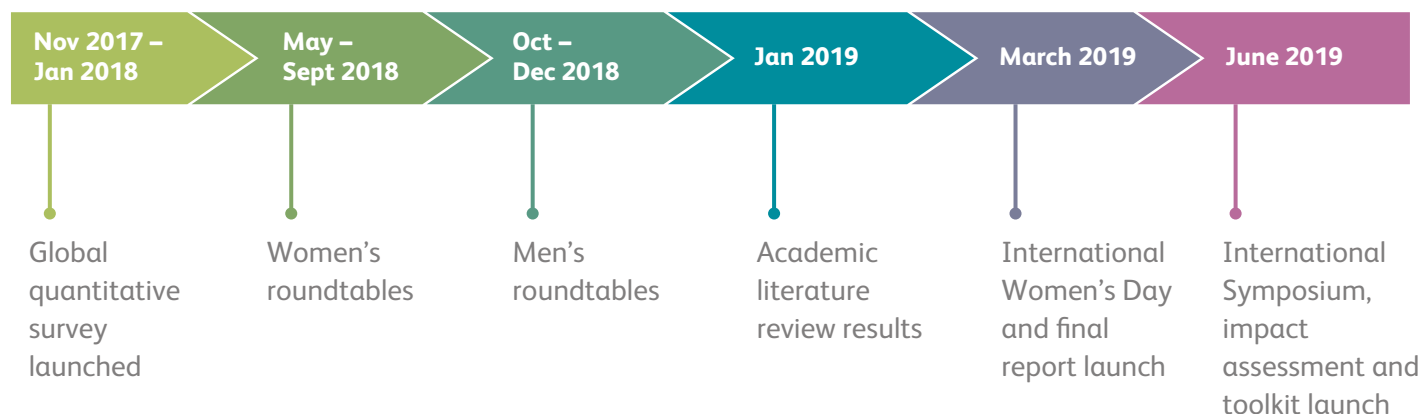 Nov 2017 –
Jan 2018
May –
Sept 2018
Oct –
Dec 2018
Jan 2019
March 2019
June 2019
Global
quantitative
survey
launched
Women’s
roundtables
Men’s
roundtables
Academic
literature
review results
International
Women’s Day
and final
report launch
International
Symposium,
impact
assessment and
toolkit launch